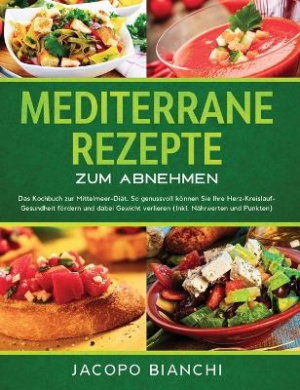 MEDITERRANE
REZEPTE
ZUM ABNEHMEN
Das Kochbuch zur Mittelmeer-Diät. So genussvoll können Sie Ihre Herz-Kreislauf-
Gesundheit fördern und dabei Gewicht verlieren (Inkl. Nährwerten und Punkten)
JACOPO BIANCHI